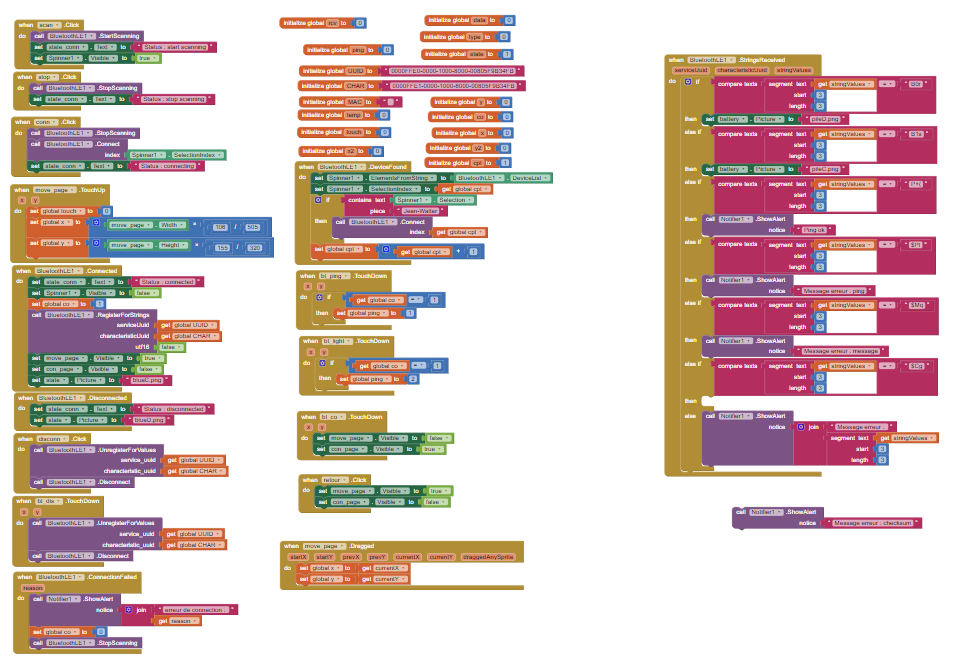 when scan .Click
do call BluetoothLE1 .StartScanning
set state_conn . Text to " Status : start scanning "
set Spinner1 . Visible to true
when stop .Click
do call BluetoothLE1 .StopScanning
set state_conn . Text to " Status : stop scanning "
when conn .Click
do call BluetoothLE1 .StopScanning
call BluetoothLE1 .Connect
index Spinner1 . SelectionIndex
set state_conn . Text to " Status : connecting "
when move_page .TouchUp
x y
do set global touch to 0
set global x to move_page . Width × 106 / 505
set global y to move_page . Height × 155 / 320
when BluetoothLE1 .Connected
do set state_conn . Text to " Status : connected "
set Spinner1 . Visible to false
set global co to 1
call BluetoothLE1 .RegisterForStrings
serviceUuid get global UUID
characteristicUuid get global CHAR
utf16 false
set move_page . Visible to true
set con_page . Visible to false
set state . Picture to " blueC.png "
when BluetoothLE1 .Disconnected
do set state_conn . Text to " Status : disconnected "
set state . Picture to " blueD.png "
when disconn .Click
do call BluetoothLE1 .UnregisterForValues
service_uuid get global UUID
characteristic_uuid get global CHAR
call BluetoothLE1 .Disconnect
when bt_dis .TouchDown
x y
do call BluetoothLE1 .UnregisterForValues
service_uuid get global UUID
characteristic_uuid get global CHAR
call BluetoothLE1 .Disconnect
when BluetoothLE1 .ConnectionFailed
reason
do call Notifier1 .ShowAlert
notice join " erreur de connection : "
get reason
set global co to 0
call BluetoothLE1 .StopScanning
initialize global to 0
initialize global data to 0
initialize global type to 0
initialize global ping to 0
initialize global state to 1
initialize global UUID to " 0000FFE0-0000-1000-8000-00805F9B34FB "
initialize global CHAR to " 0000FFE1-0000-1000-8000-00805F9B34FB "
initialize global MAC to " "
initialize global y to 0
initialize global temp to 0
initialize global co to 0
initialize global touch to 0
initialize global x to 0
initialize global x2 to 0
initialize global y2 to 0
initialize global cpt to 1
when BluetoothLE1 .DeviceFound
do set Spinner1 . ElementsFromString to BluetoothLE1 . DeviceList
set Spinner1 . SelectionIndex to get global cpt
if contains text Spinner1 . Selection
piece " Jean-Walter "
then call BluetoothLE1 .Connect
index get global cpt
set global cpt to get global cpt + 1
when bt_ping .TouchDown
x y
do if get global co = 1
then set global ping to 1
when bt_light .TouchDown
x y
do if get global co = 1
then set global ping to 2
when bt_co .TouchDown
x y
do set move_page . Visible to false
set con_page . Visible to true
when retour .Click
do set move_page . Visible to true
set con_page . Visible to false
when move_page .Dragged
startX startY prevX prevY currentX currentY draggedAnySprite
do set global x to get currentX
set global y to get currentY
when BluetoothLE1 .StringsReceived
serviceUuid characteristicUuid stringValues
do if compare texts segment text get stringValues =
start 3
length 3
then set battery . Picture to " pileD.png "
else if compare texts segment text get stringValues =
start 3
length 3
then set battery . Picture to " pileC.png "
else if compare texts segment text get stringValues =
start 3
length 3
then call Notifier1 .ShowAlert
notice " Ping ok "
else if compare texts segment text get stringValues =
start 3
length 3
then call Notifier1 .ShowAlert
notice " Message erreur : ping "
else if compare texts segment text get stringValues = " $Mq "
start 3
length 3
then call Notifier1 .ShowAlert
notice " Message erreur : message "
else if compare texts segment text get stringValues = " $Cg "
start 3
length 3
then
else call Notifier1 .ShowAlert
notice join " Message erreur : "
segment text get stringValues
start 3
length 3
call Notifier1 .ShowAlert
notice " Message erreur : checksum "